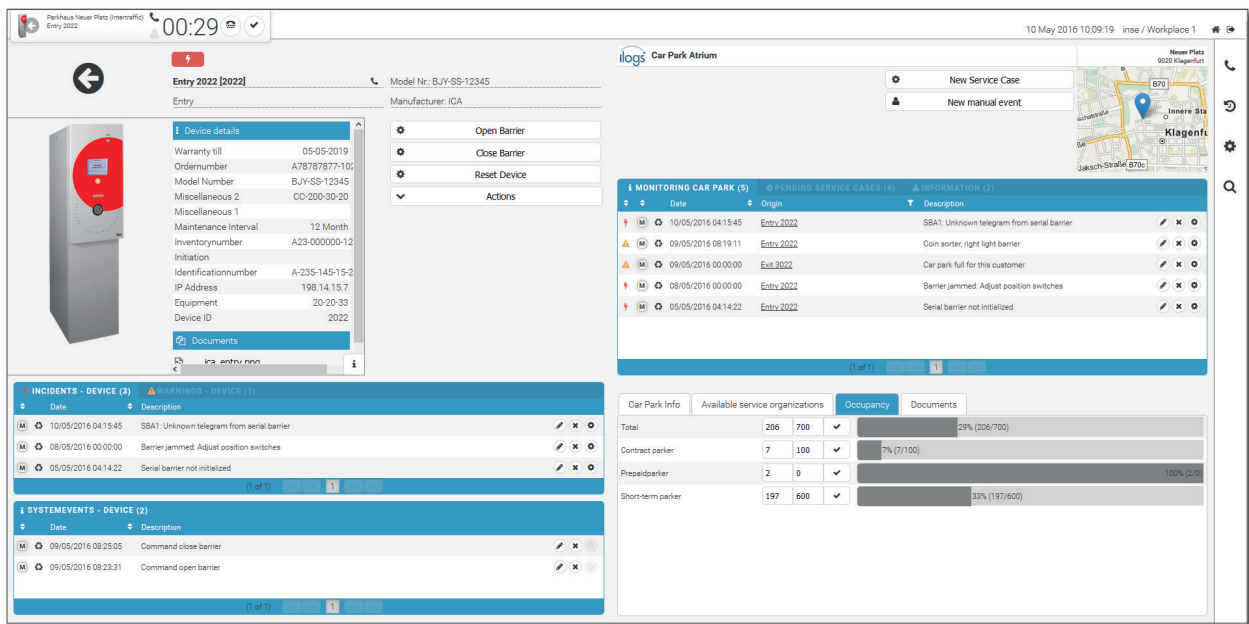 Parkhaus Neuer Platz (Intertraffic)
Entry 2022
00:29
10 May 2016 10:09:19 inse / Workplace 1
Entry 2022 [2022]
Model Nr.: BJY-SS-12345
Entry
Manufacturer: ICA
Device details
Warranty till 05-05-2019
Ordernumber A78787877-102
Model Number BJY-SS-12345
Miscellaneous 2 CC-200-30-20
Miscellaneous 1
Maintenance Interval 12 Month
Inventorynumber A23-000000-12
Initiation
Identificationnumber A-235-145-15-2
IP Address 198.14.15.7
Equipment 20-20-33
Device ID 2022
Documents
ica_entry.png
i
Open Barrier
Close Barrier
Reset Device
Actions
INCIDENTS - DEVICE (3) WARNINGS - DEVICE (1)
Date Description
M 10/05/2016 04:15:45 SBA1: Unknown telegram from serial barrier
M 08/05/2016 00:00:00 Barrier jammed: Adjust position switches
M 05/05/2016 04:14:22 Serial barrier not initialized
(1 of 1) 1
SYSTEMEVENTS - DEVICE (2)
Date Description
M 09/05/2016 08:25:05 Command close barrier
M 09/05/2016 08:23:31 Command open barrier
(1 of 1) 1
ilogs Car Park Atrium
Neuer Platz
9020 Klagenfurt
New Service Case
New manual event
B70
Innere Sta
Klagenfu
Jaksch-Straße B70c
MONITORING CAR PARK (5) PENDING SERVICE CASES (4) INFORMATION (2)
Date Origin Description
M 10/05/2016 04:15:45 Entry 2022 SBA1: Unknown telegram from serial barrier
M 09/05/2016 08:19:11 Entry 2022 Coin sorter, right light barrier
M 09/05/2016 00:00:00 Exit 3022 Car park full for this customer
M 08/05/2016 00:00:00 Entry 2022 Barrier jammed: Adjust position switches
M 05/05/2016 04:14:22 Entry 2022 Serial barrier not initialized
(1 of 1) 1
Car Park Info Available service organizations Occupancy Documents
Total 206 700 29% (206/700)
Contract parker 7 100 7% (7/100)
Prepaidparker 2 0 100% (2/0)
Short-term parker 197 600 33% (197/600)